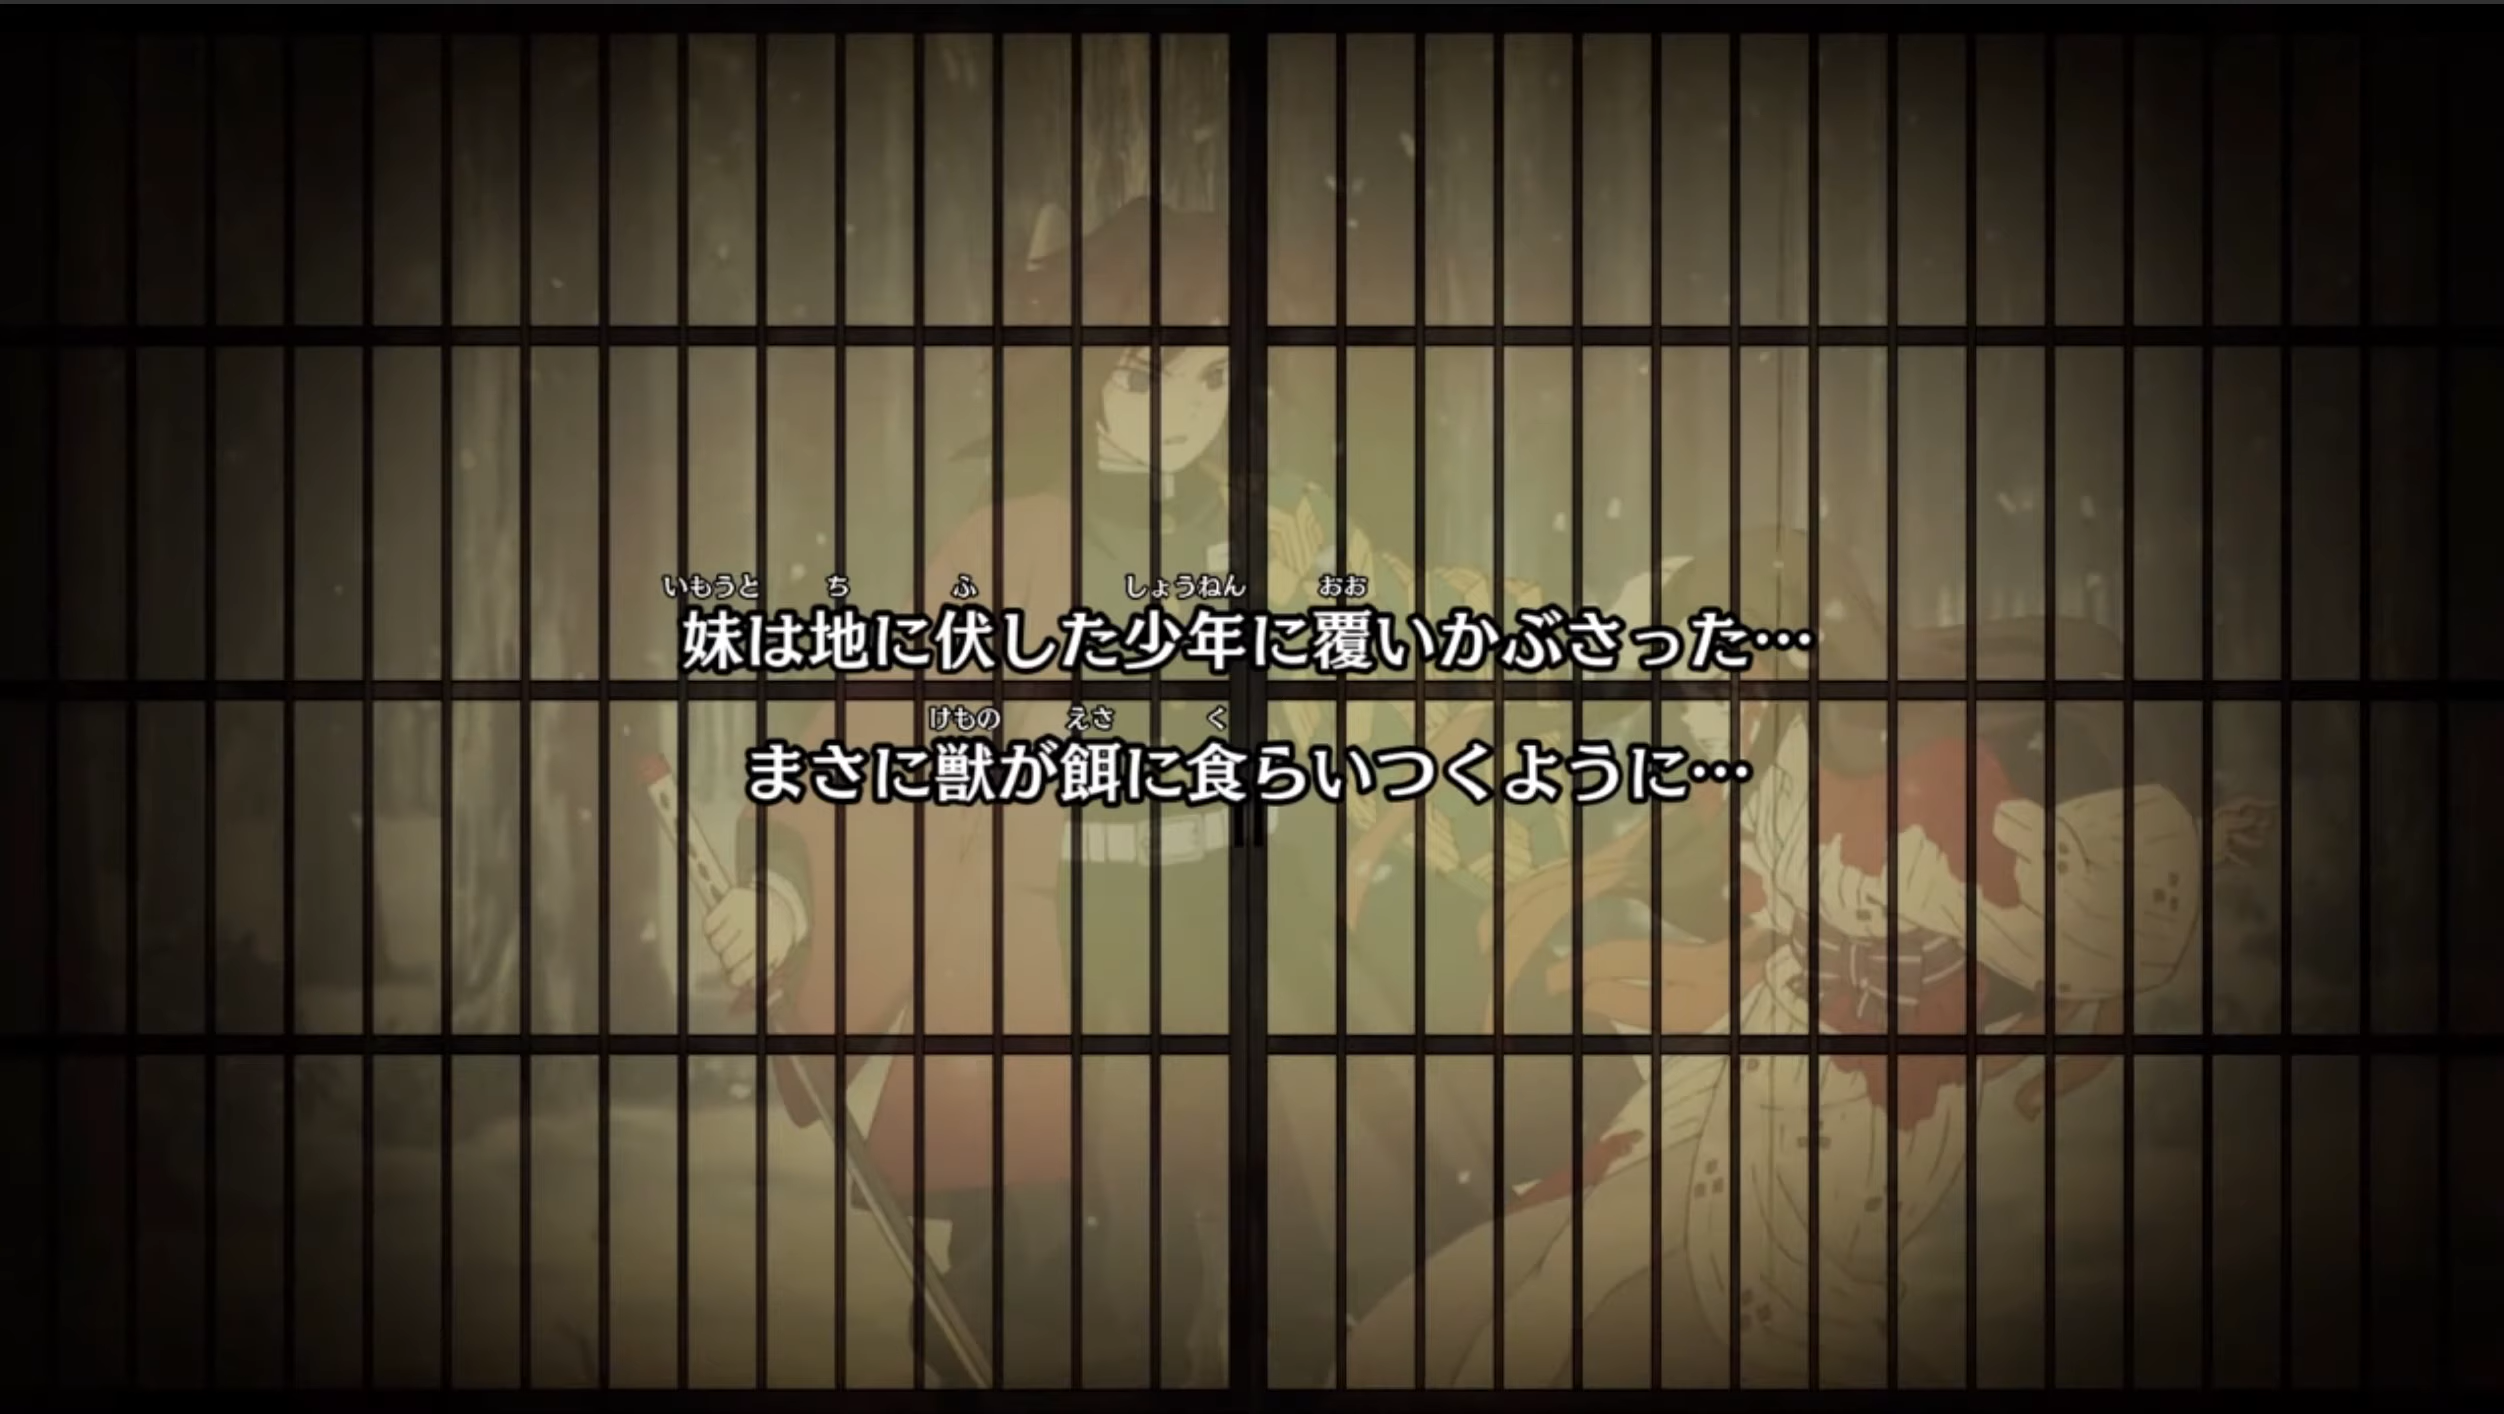 いもうと ち ふ しょうねん おお
妹は地に伏した少年に覆いかぶさった…
けもの えさ く
まさに獣が餌に食らいつくように…